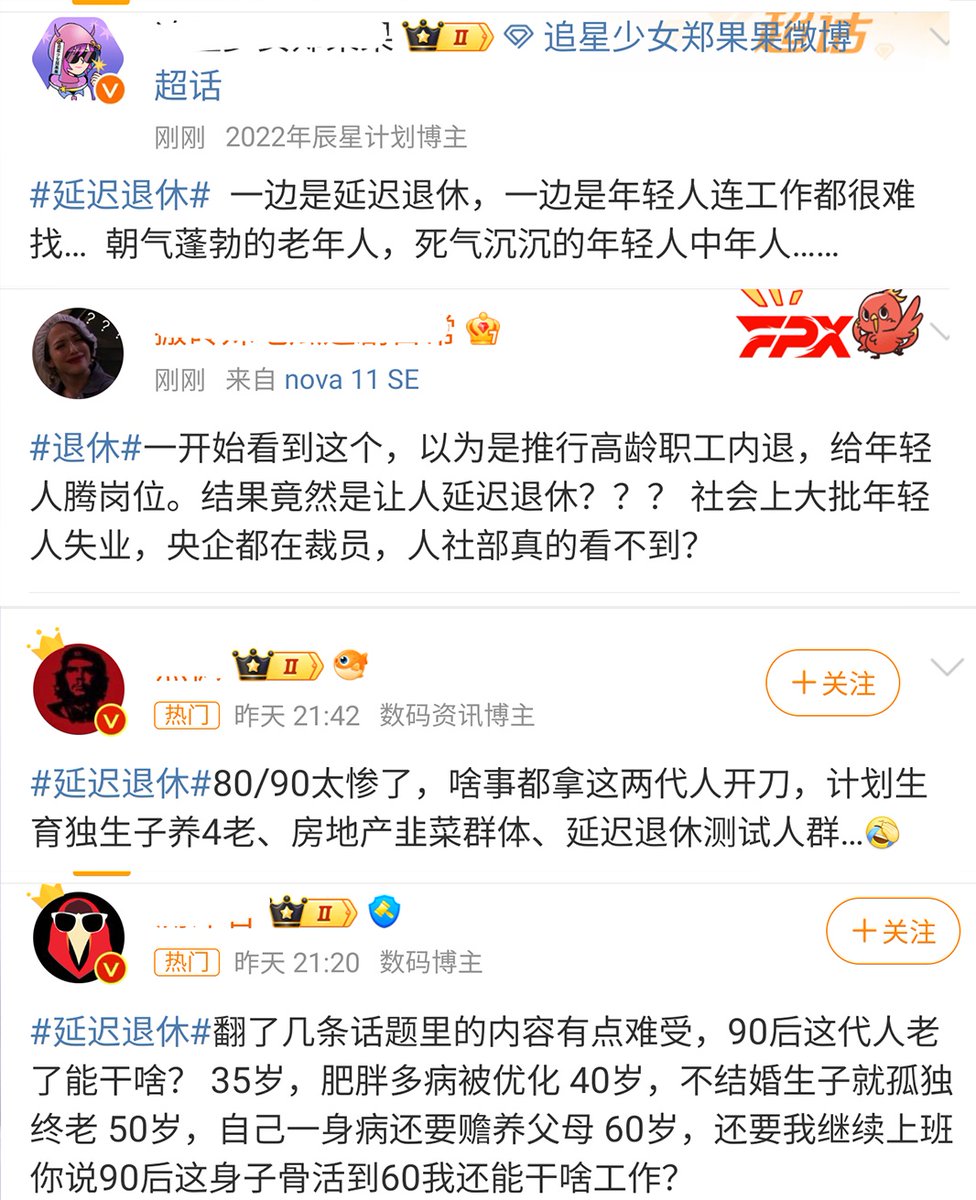 II 追星少女郑果果微博
超话
刚刚 2022年辰星计划博主
#延迟退休# 一边是延迟退休，一边是年轻人连工作都很难
找... 朝气蓬勃的老年人，死气沉沉的年轻人中年人......
? ? ?
FPX
刚刚 来自 nova 11 SE
#退休#一开始看到这个，以为是推行高龄职工内退，给年轻
人腾岗位。结果竟然是让人延迟退休？？？ 社会上大批年轻
人失业，央企都在裁员，人社部真的看不到？
II
＋关注
热门 昨天 21:42 数码资讯博主
#延迟退休#80/90太惨了，啥事都拿这两代人开刀，计划生
育独生子养4老、房地产韭菜群体、延迟退休测试人群...🤣
II
＋关注
热门 昨天 21:20 数码博主
#延迟退休#翻了几条话题里的内容有点难受，90后这代人老
了能干啥？ 35岁，肥胖多病被优化 40岁，不结婚生子就孤独
终老 50岁，自己一身病还要赡养父母 60岁，还要我继续上班
你说90后这身子骨活到60我还能干啥工作？